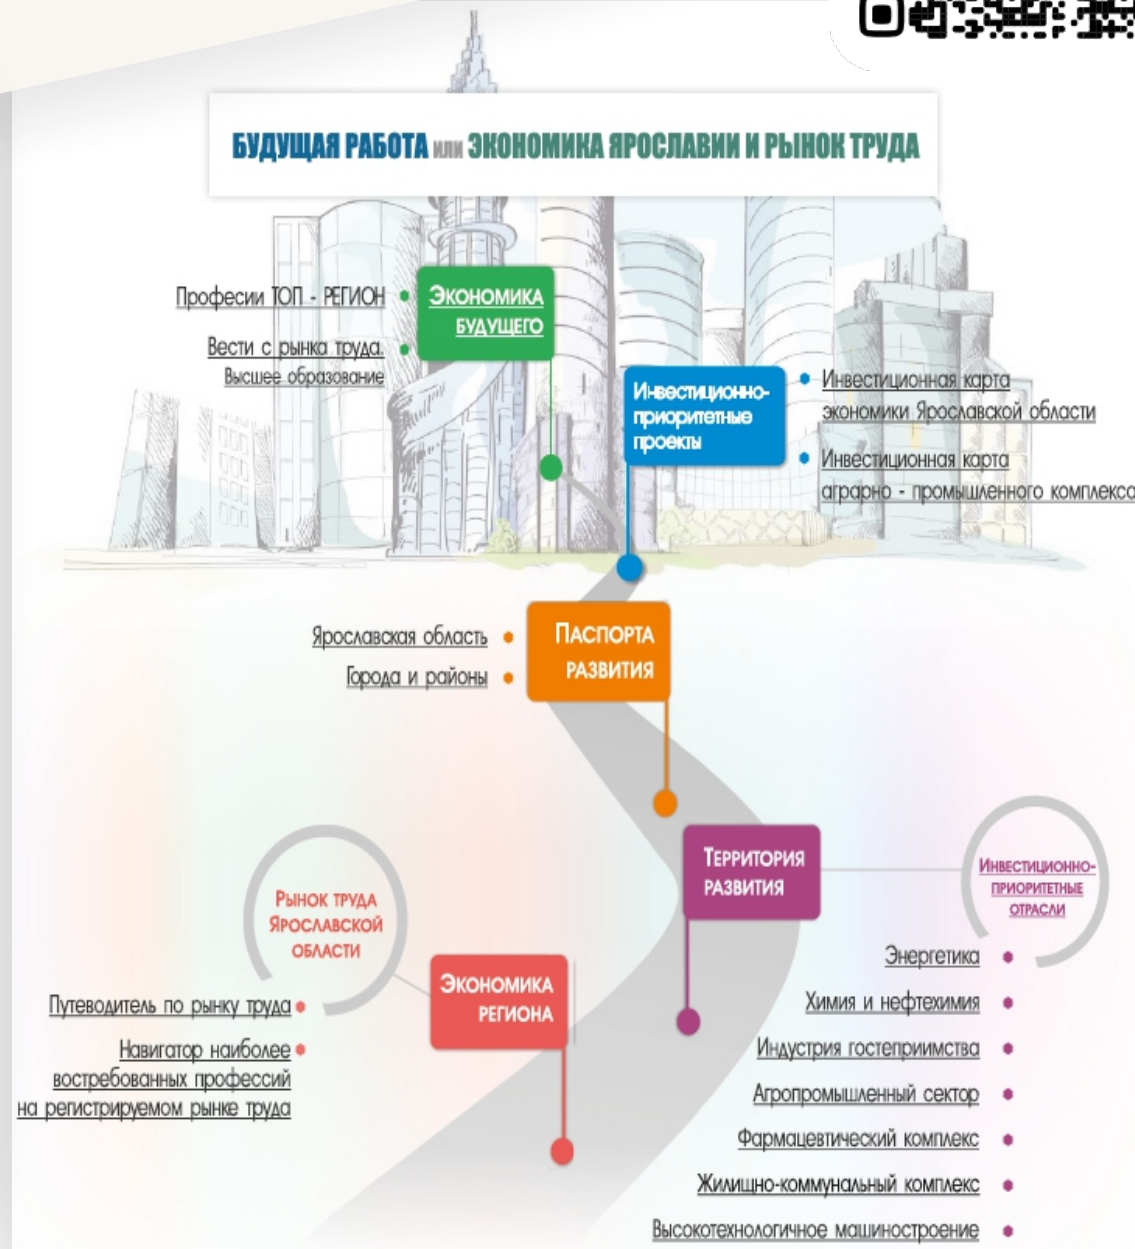 БУДУЩАЯ РАБОТА или ЭКОНОМИКА ЯРОСЛАВИИ И РЫНОК ТРУДА
Професии ТОП - РЕГИОН
Вести с рынка труда.
Высшее образование
ЭКОНОМИКА
БУДУЩЕГО
Инвестиционно-
приоритетные
проекты
Инвестиционная карта
экономики Ярославской области
Инвестиционная карта
аграрно - промышленного комплекса
Ярославская область
Города и районы
ПАСПОРТА
РАЗВИТИЯ
ТЕРРИТОРИЯ
РАЗВИТИЯ
ИНВЕСТИЦИОННО-
ПРИОРИТЕТНЫЕ
ОТРАСЛИ
Энергетика
Химия и нефтехимия
Индустрия гостеприимства
Агропромышленный сектор
Фармацевтический комплекс
Жилищно-коммунальный комплекс
Высокотехнологичное машиностроение
РЫНОК ТРУДА
ЯРОСЛАВСКОЙ
ОБЛАСТИ
ЭКОНОМИКА
РЕГИОНА
Путеводитель по рынку труда
Навигатор наиболее
востребованных профессий
на регистрируемом рынке труда